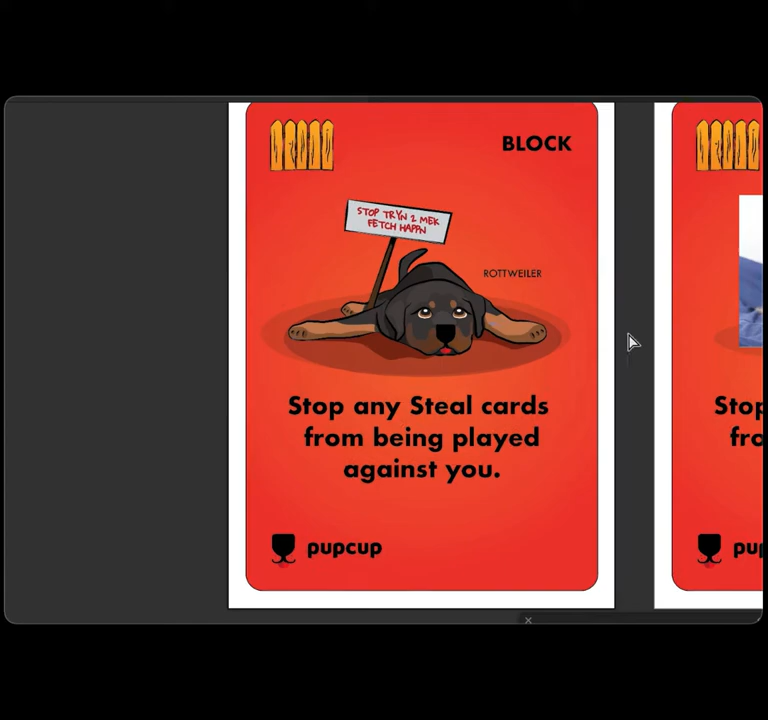 BLOCK
STOP TRYN 2 MEK
FETCH HAPPN
ROTTWEILER
Stop any Steal cards
from being played
against you.
pupcup
Stop
fro
pup